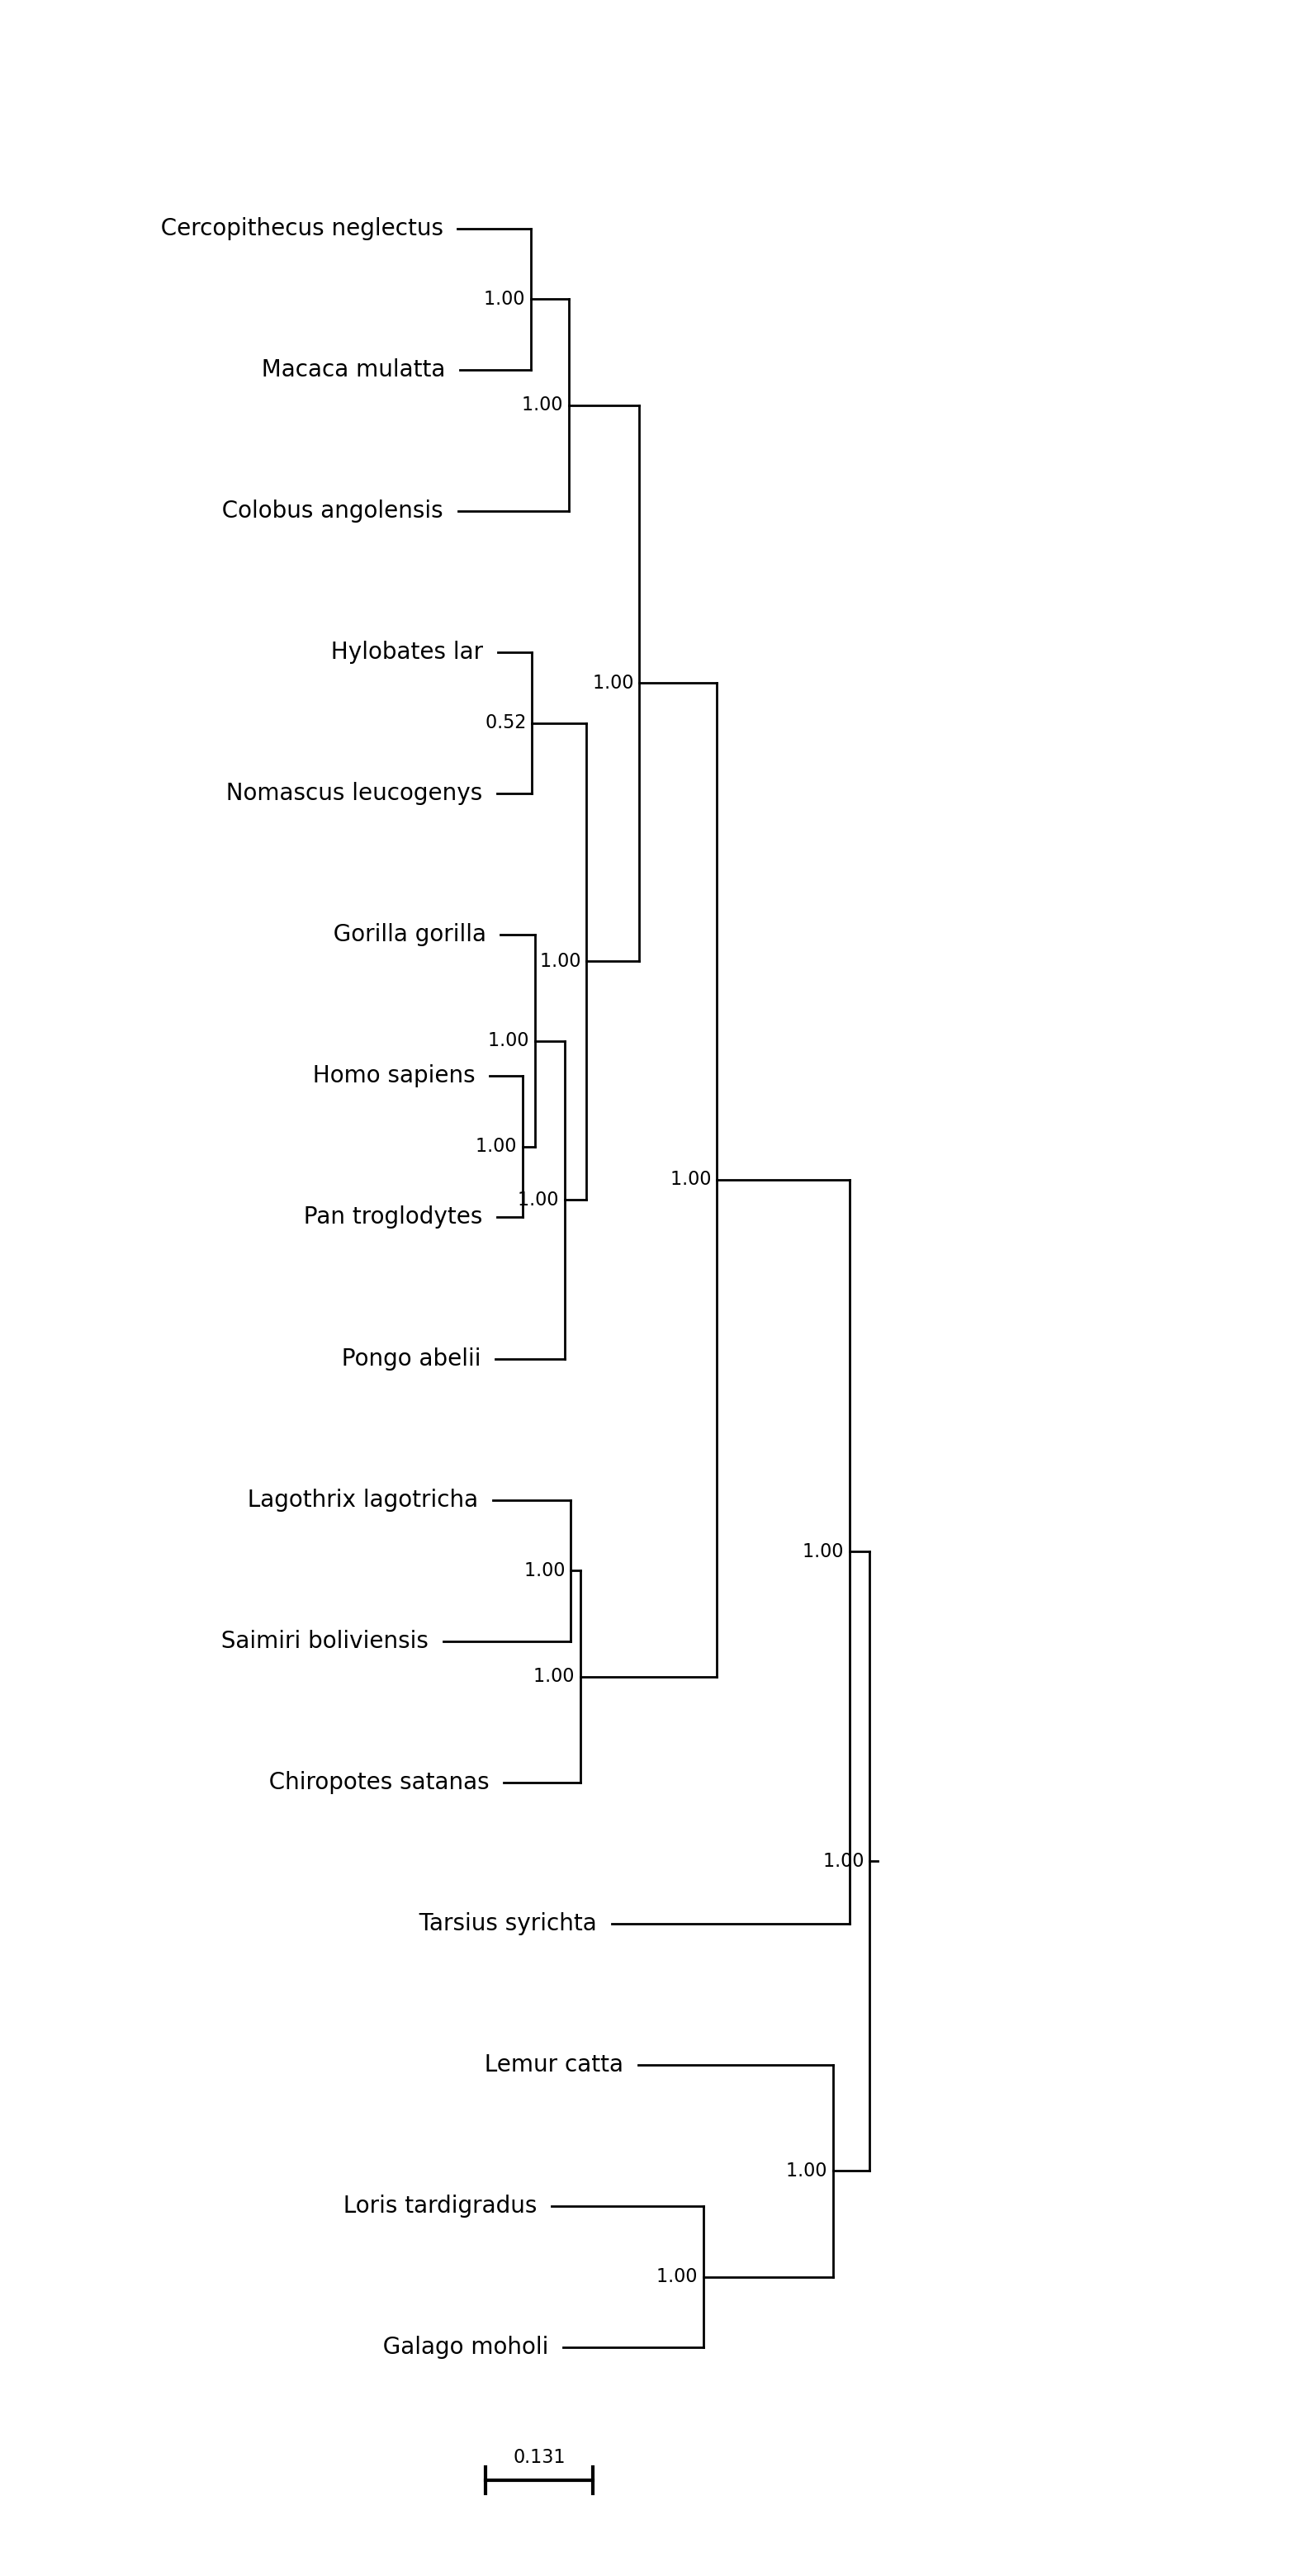 Cercopithecus neglectus
1.00
Macaca mulatta
1.00
Colobus angolensis
Hylobates lar
1.00
0.52
Nomascus leucogenys
Gorilla gorilla
1.00
1.00
Homo sapiens
1.00
1.00
1.00
Pan troglodytes
Pongo abelii
Lagothrix lagotricha
1.00
1.00
Saimiri boliviensis
1.00
Chiropotes satanas
1.00
Tarsius syrichta
Lemur catta
1.00
Loris tardigradus
1.00
Galago moholi
0.131